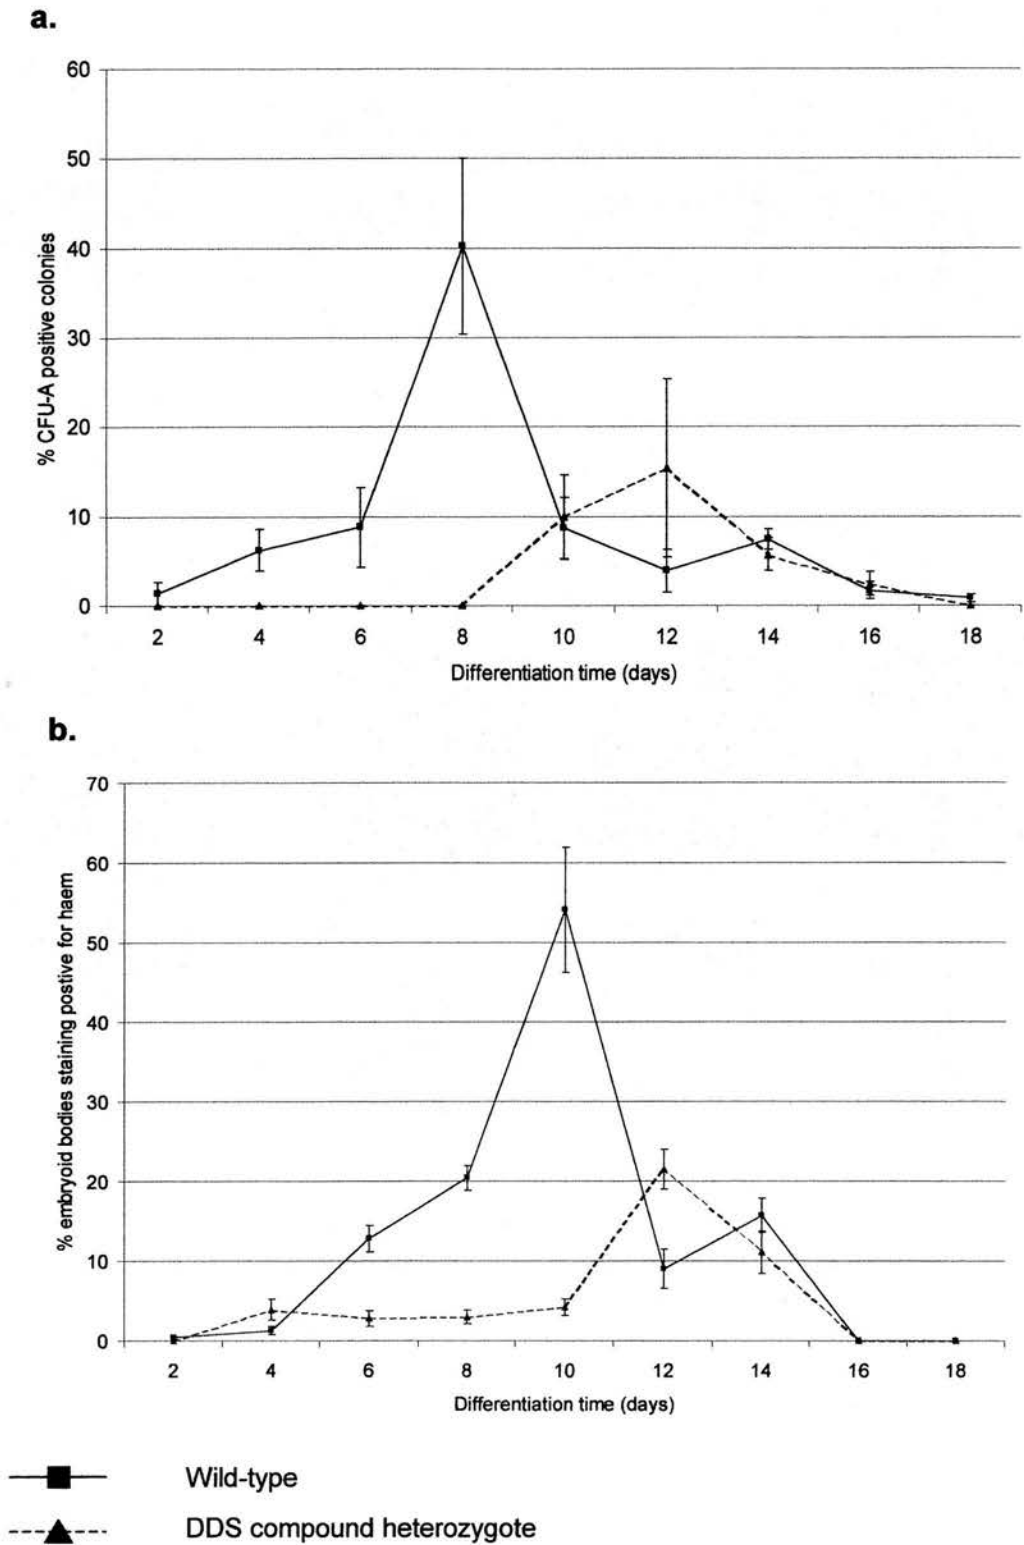 a.
60
50
40
30
20
10
0
% CFU-A positive colonies
2 4 6 8 10 12 14 16 18
Differentiation time (days)
b.
70
60
50
40
30
20
10
0
% embryoid bodies staining postive for haem
2 4 6 8 10 12 14 16 18
Differentiation time (days)
Wild-type
DDS compound heterozygote